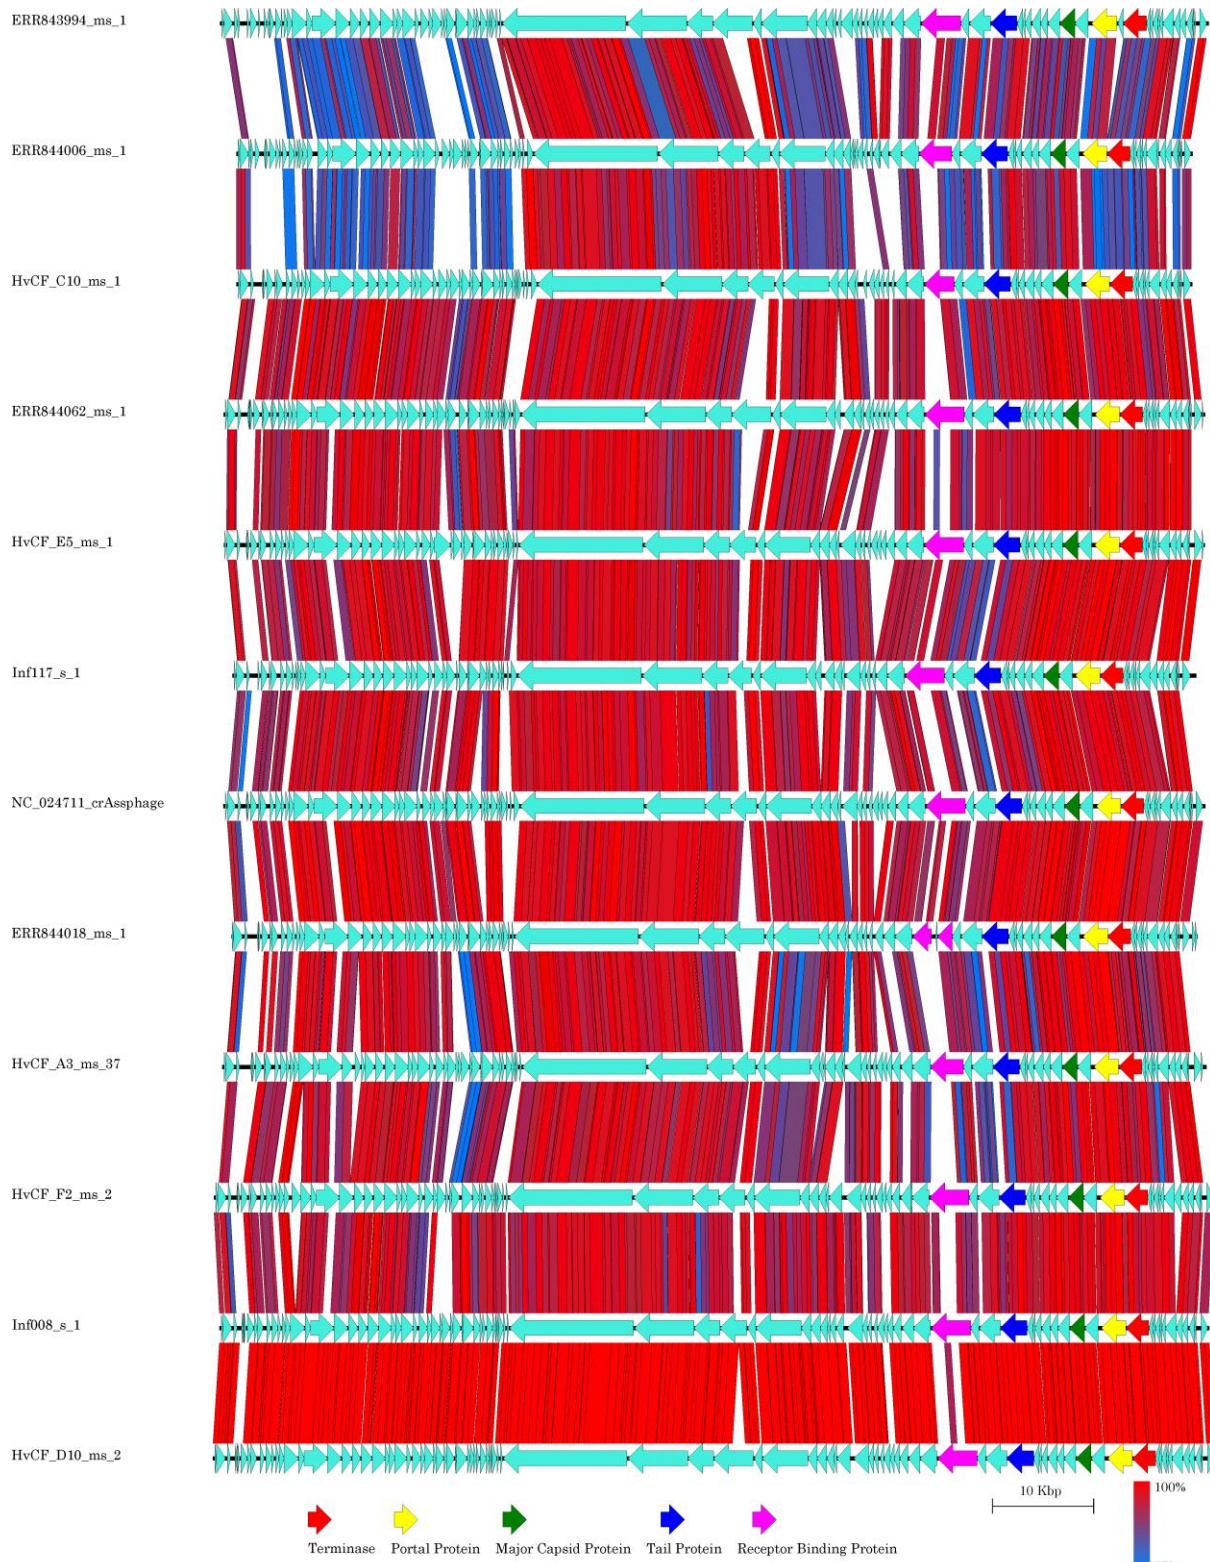 ERR843994_ms_1
ERR844006_ms_1
HvCF_C10_ms_1
ERR844062_ms_1
HvCF_E5_ms_1
Inf117_s_1
NC_024711_crAssphage
ERR844018_ms_1
HvCF_A3_ms_37
HvCF_F2_ms_2
Inf008_s_1
HvCF_D10_ms_2
10 Kbp
100%
Terminase Portal Protein Major Capsid Protein Tail Protein Receptor Binding Protein